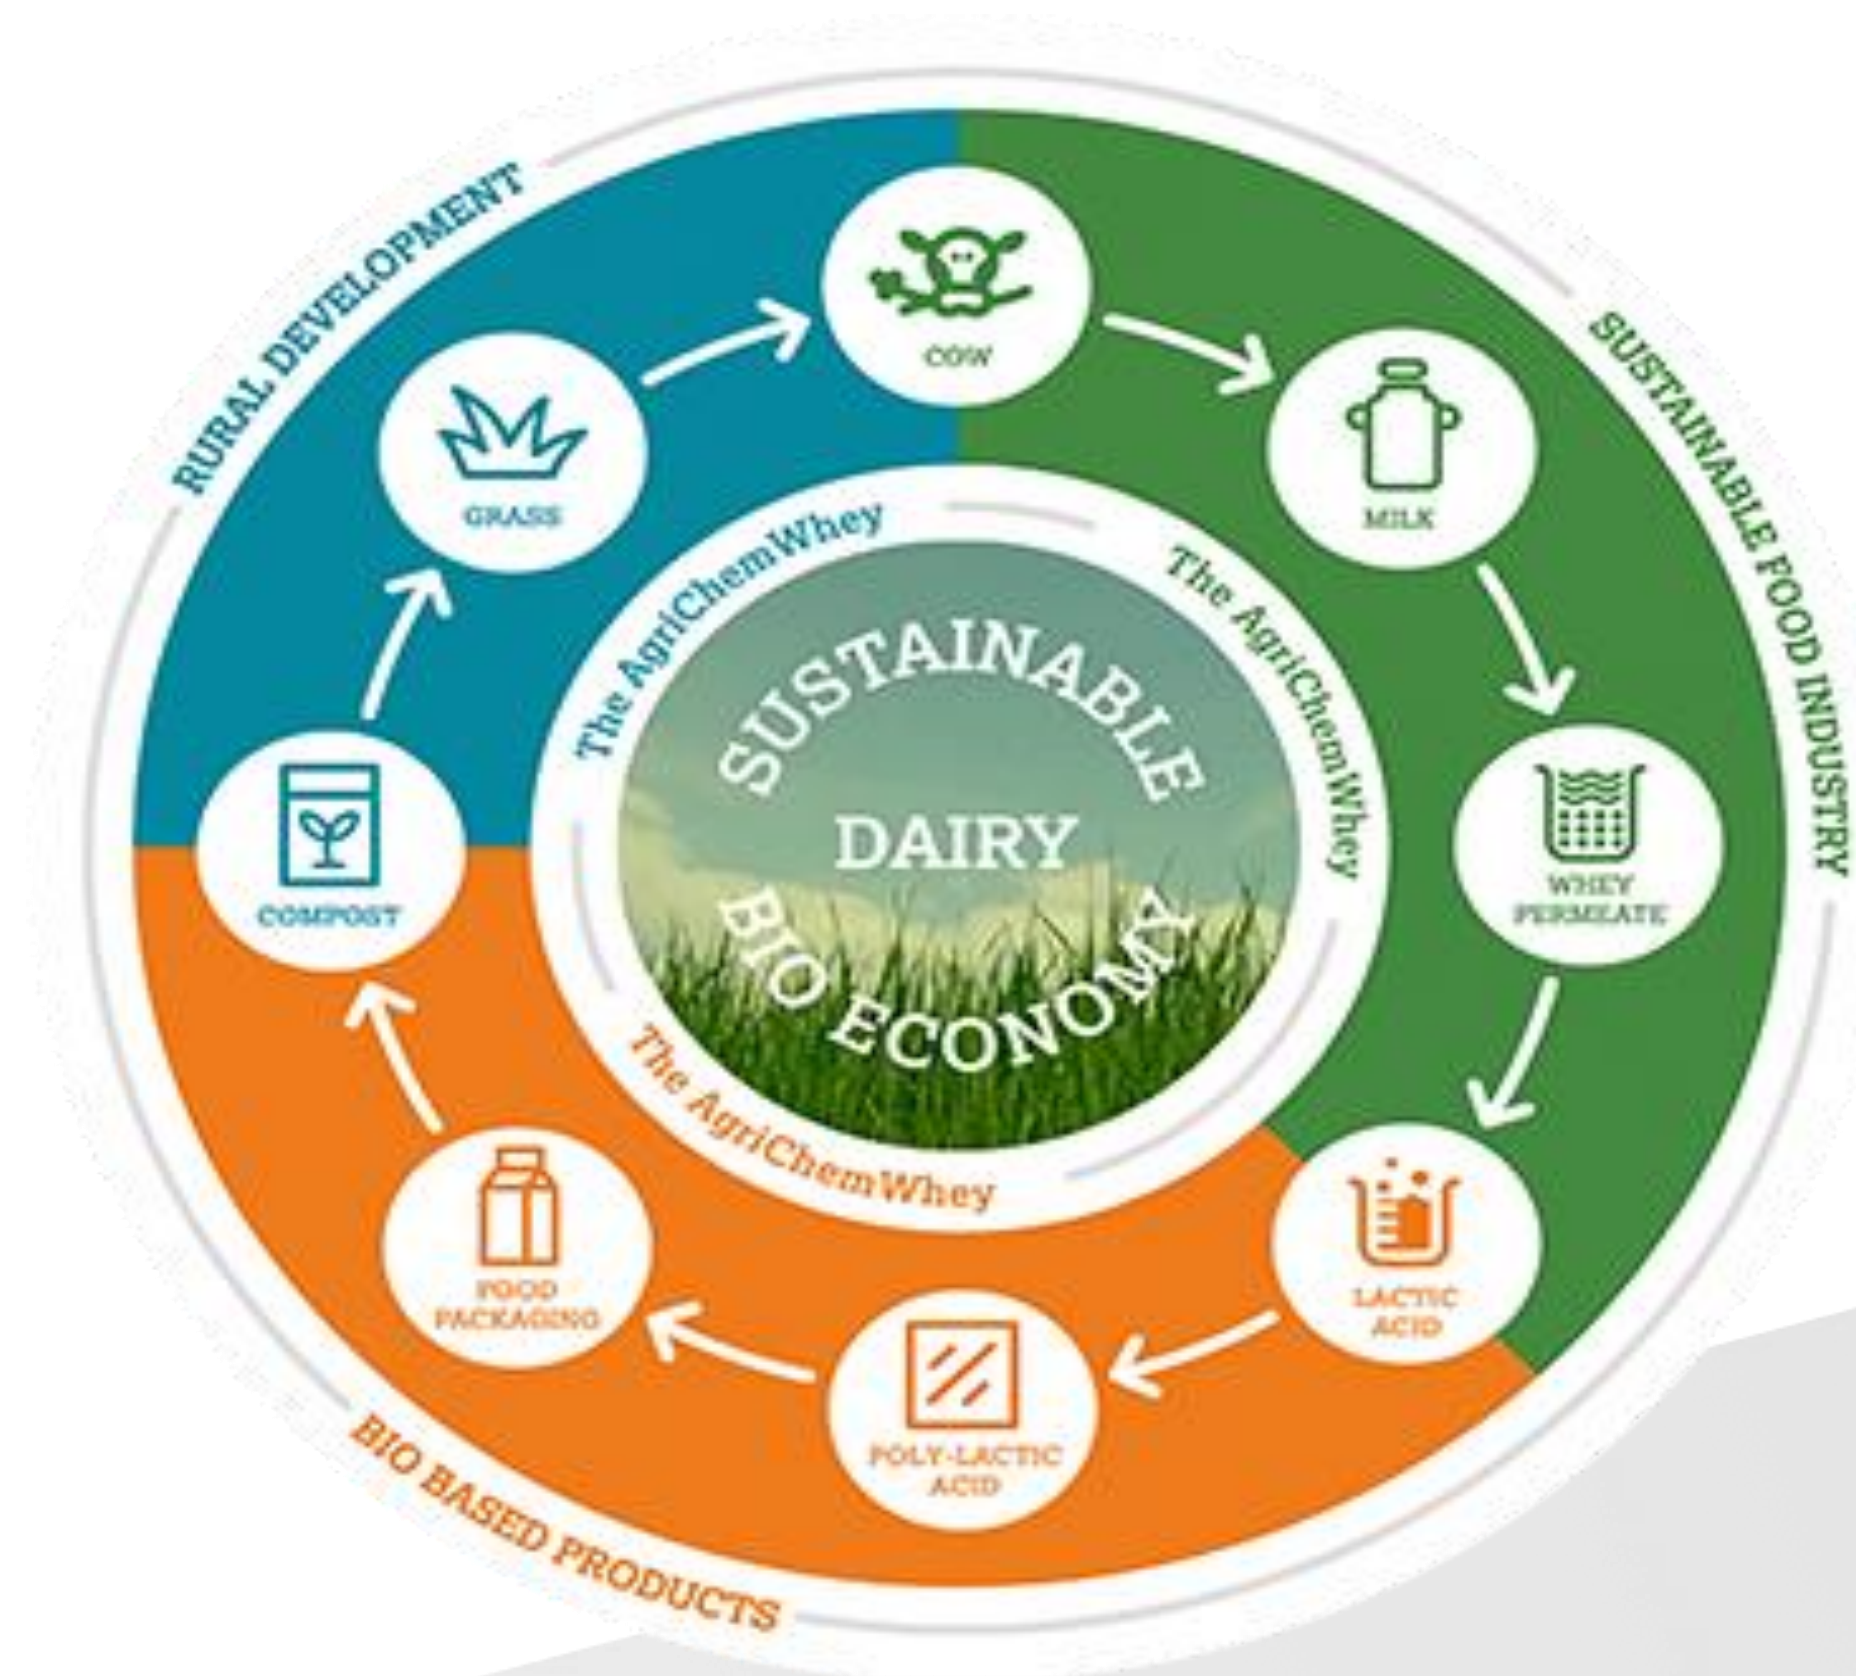 RURAL DEVELOPMENT
SUSTAINABLE FOOD INDUSTRY
BIO BASED PRODUCTS
COW
MILK
WHEY
PERMEATE
LACTIC
ACID
POLY-LACTIC
ACID
FOOD
PACKAGING
COMPOST
GRASS
The AgriChemWhey
The AgriChemWhey
The AgriChemWhey
SUSTAINABLE
DAIRY
BIO ECONOMY